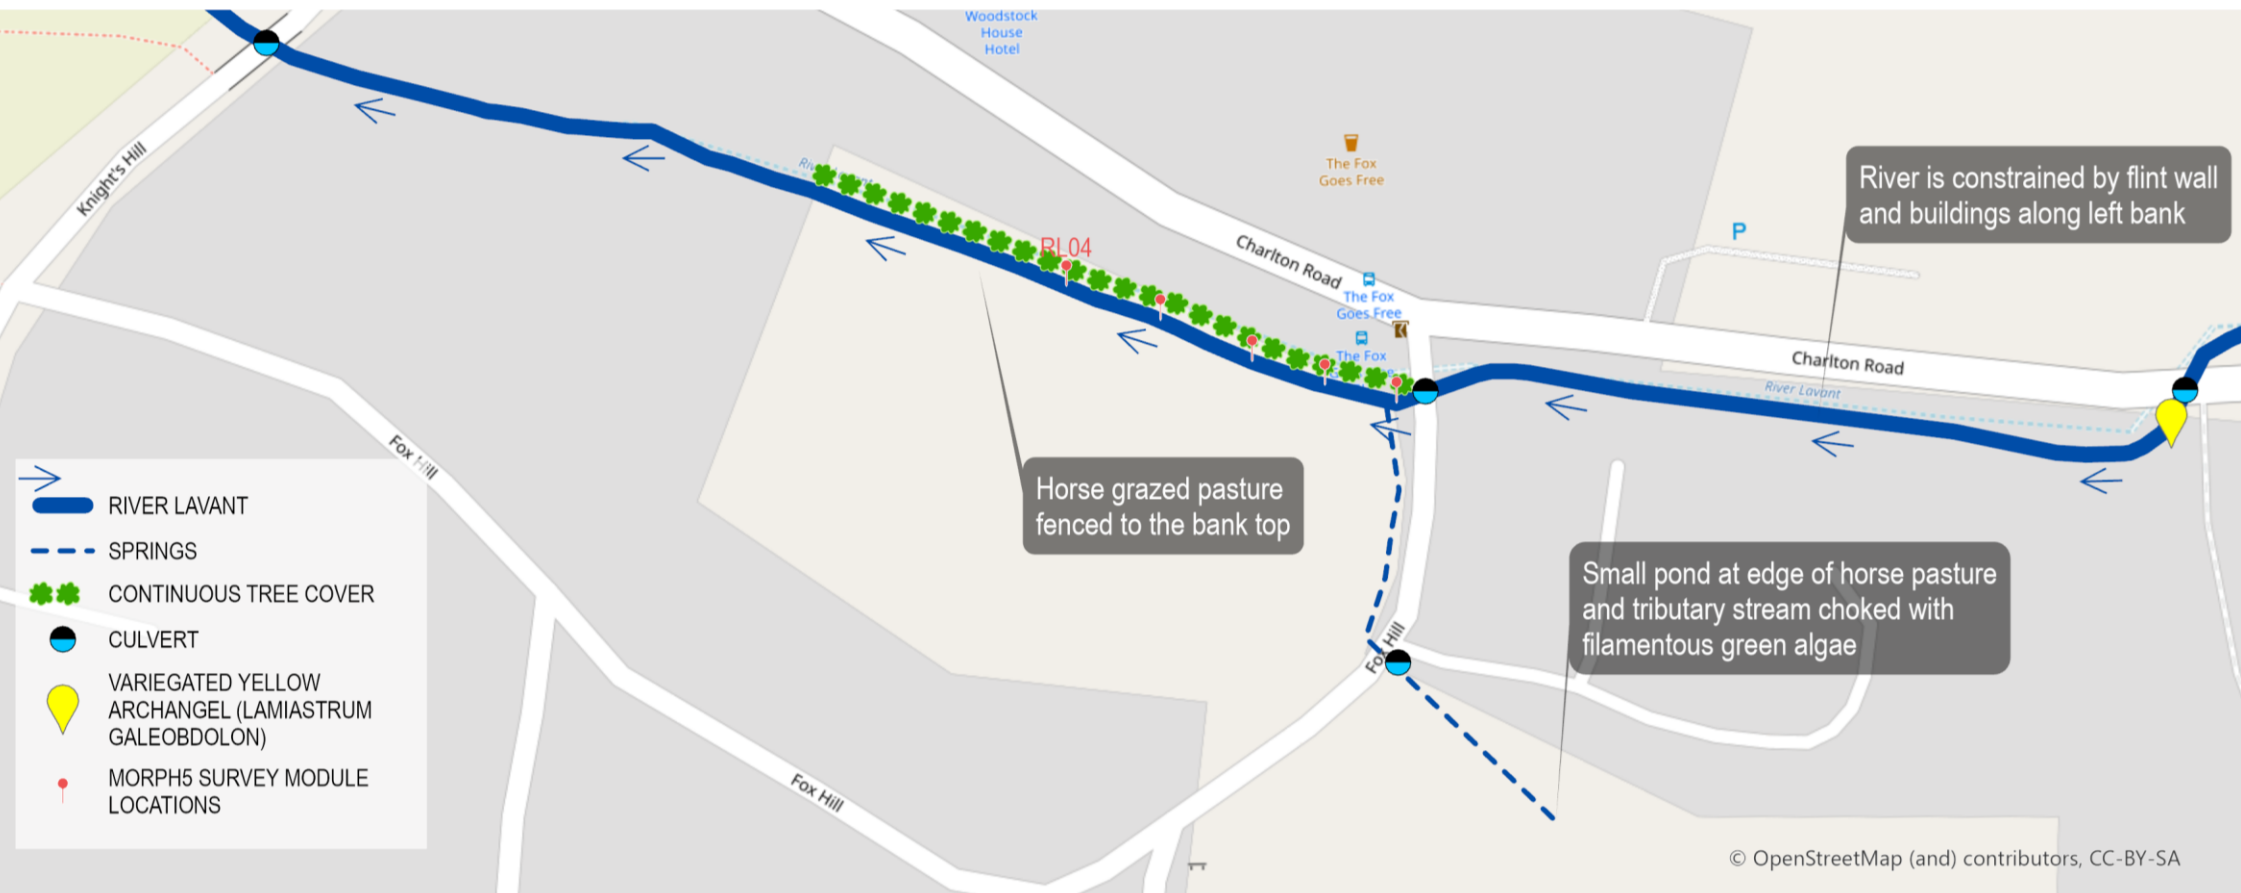 Woodstock
House
Hotel
The Fox
Goes Free
River is constrained by flint wall
and buildings along left bank
P
Knight's Hill
RL04
Charlton Road
The Fox
Goes Free
The Fox
Charlton Road
River Lavant
Horse grazed pasture
fenced to the bank top
Fox Hill
Small pond at edge of horse pasture
and tributary stream choked with
filamentous green algae
Fox Hill
Fox Hill
RIVER LAVANT
SPRINGS
CONTINUOUS TREE COVER
CULVERT
VARIEGATED YELLOW
ARCHANGEL (LAMIASTRUM
GALEOBDOLON)
MORPH5 SURVEY MODULE
LOCATIONS
© OpenStreetMap (and) contributors, CC-BY-SA